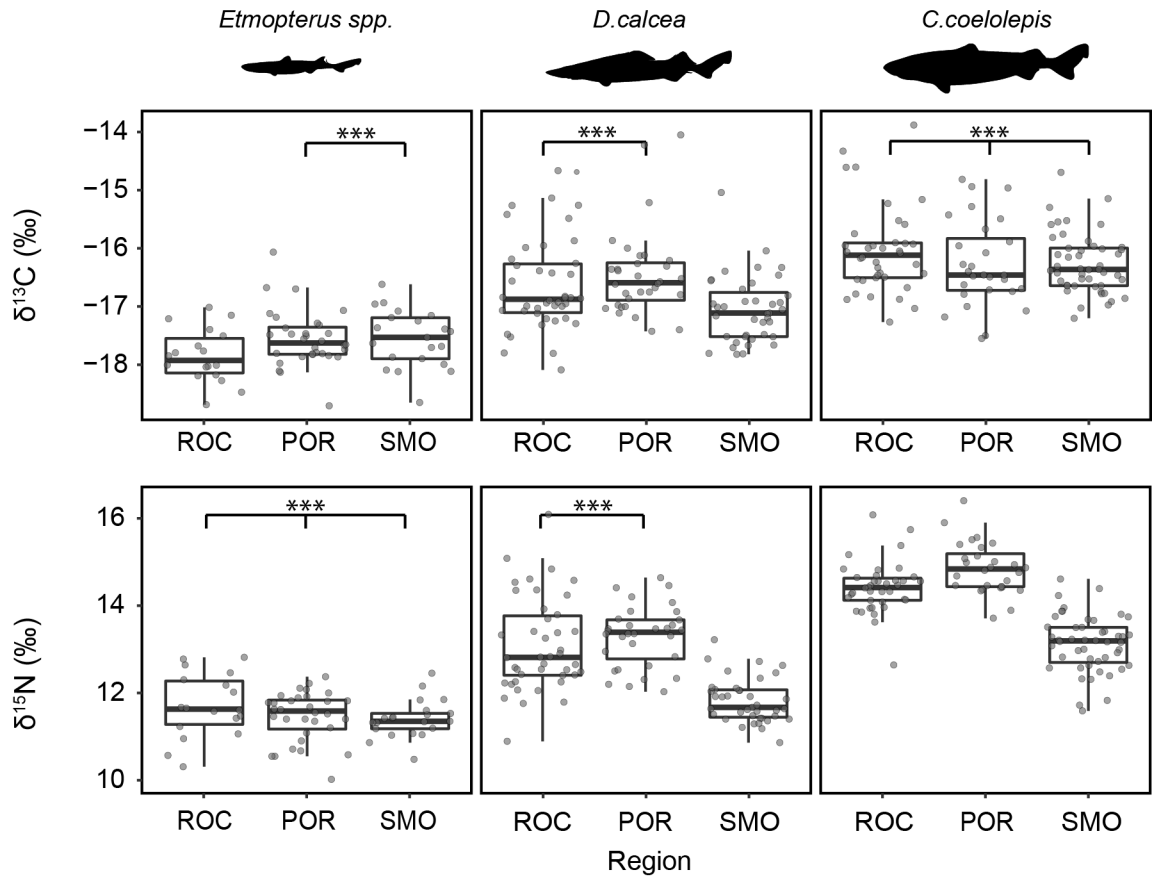 Etmopterus spp. D.calcea C.coelolepis
δ¹³C (‰)
−14
−15
−16
−17
−18
*** *** ***
ROC POR SMO ROC POR SMO ROC POR SMO
δ¹⁵N (‰)
16
14
12
10
*** ***
ROC POR SMO ROC POR SMO ROC POR SMO
Region